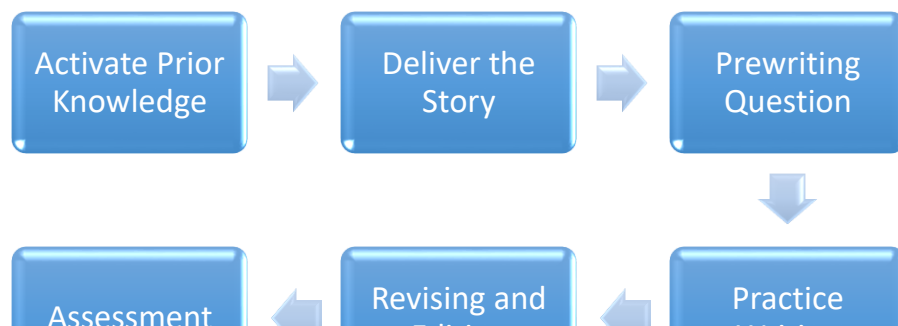 Activate Prior
Knowledge
Deliver the
Story
Prewriting
Question
Practice
Revising and
Assessment